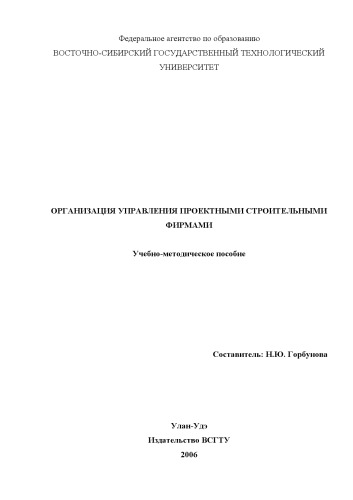 Федеральное агентство по образованию
ВОСТОЧНО-СИБИРСКИЙ ГОСУДАРСТВЕННЫЙ ТЕХНОЛОГИЧЕСКИЙ
УНИВЕРСИТЕТ
ОРГАНИЗАЦИЯ УПРАВЛЕНИЯ ПРОЕКТНЫМИ СТРОИТЕЛЬНЫМИ
ФИРМАМИ
Учебно-методическое пособие
Составитель: Н.Ю. Горбунова
Улан-Удэ
Издательство ВСГТУ
2006